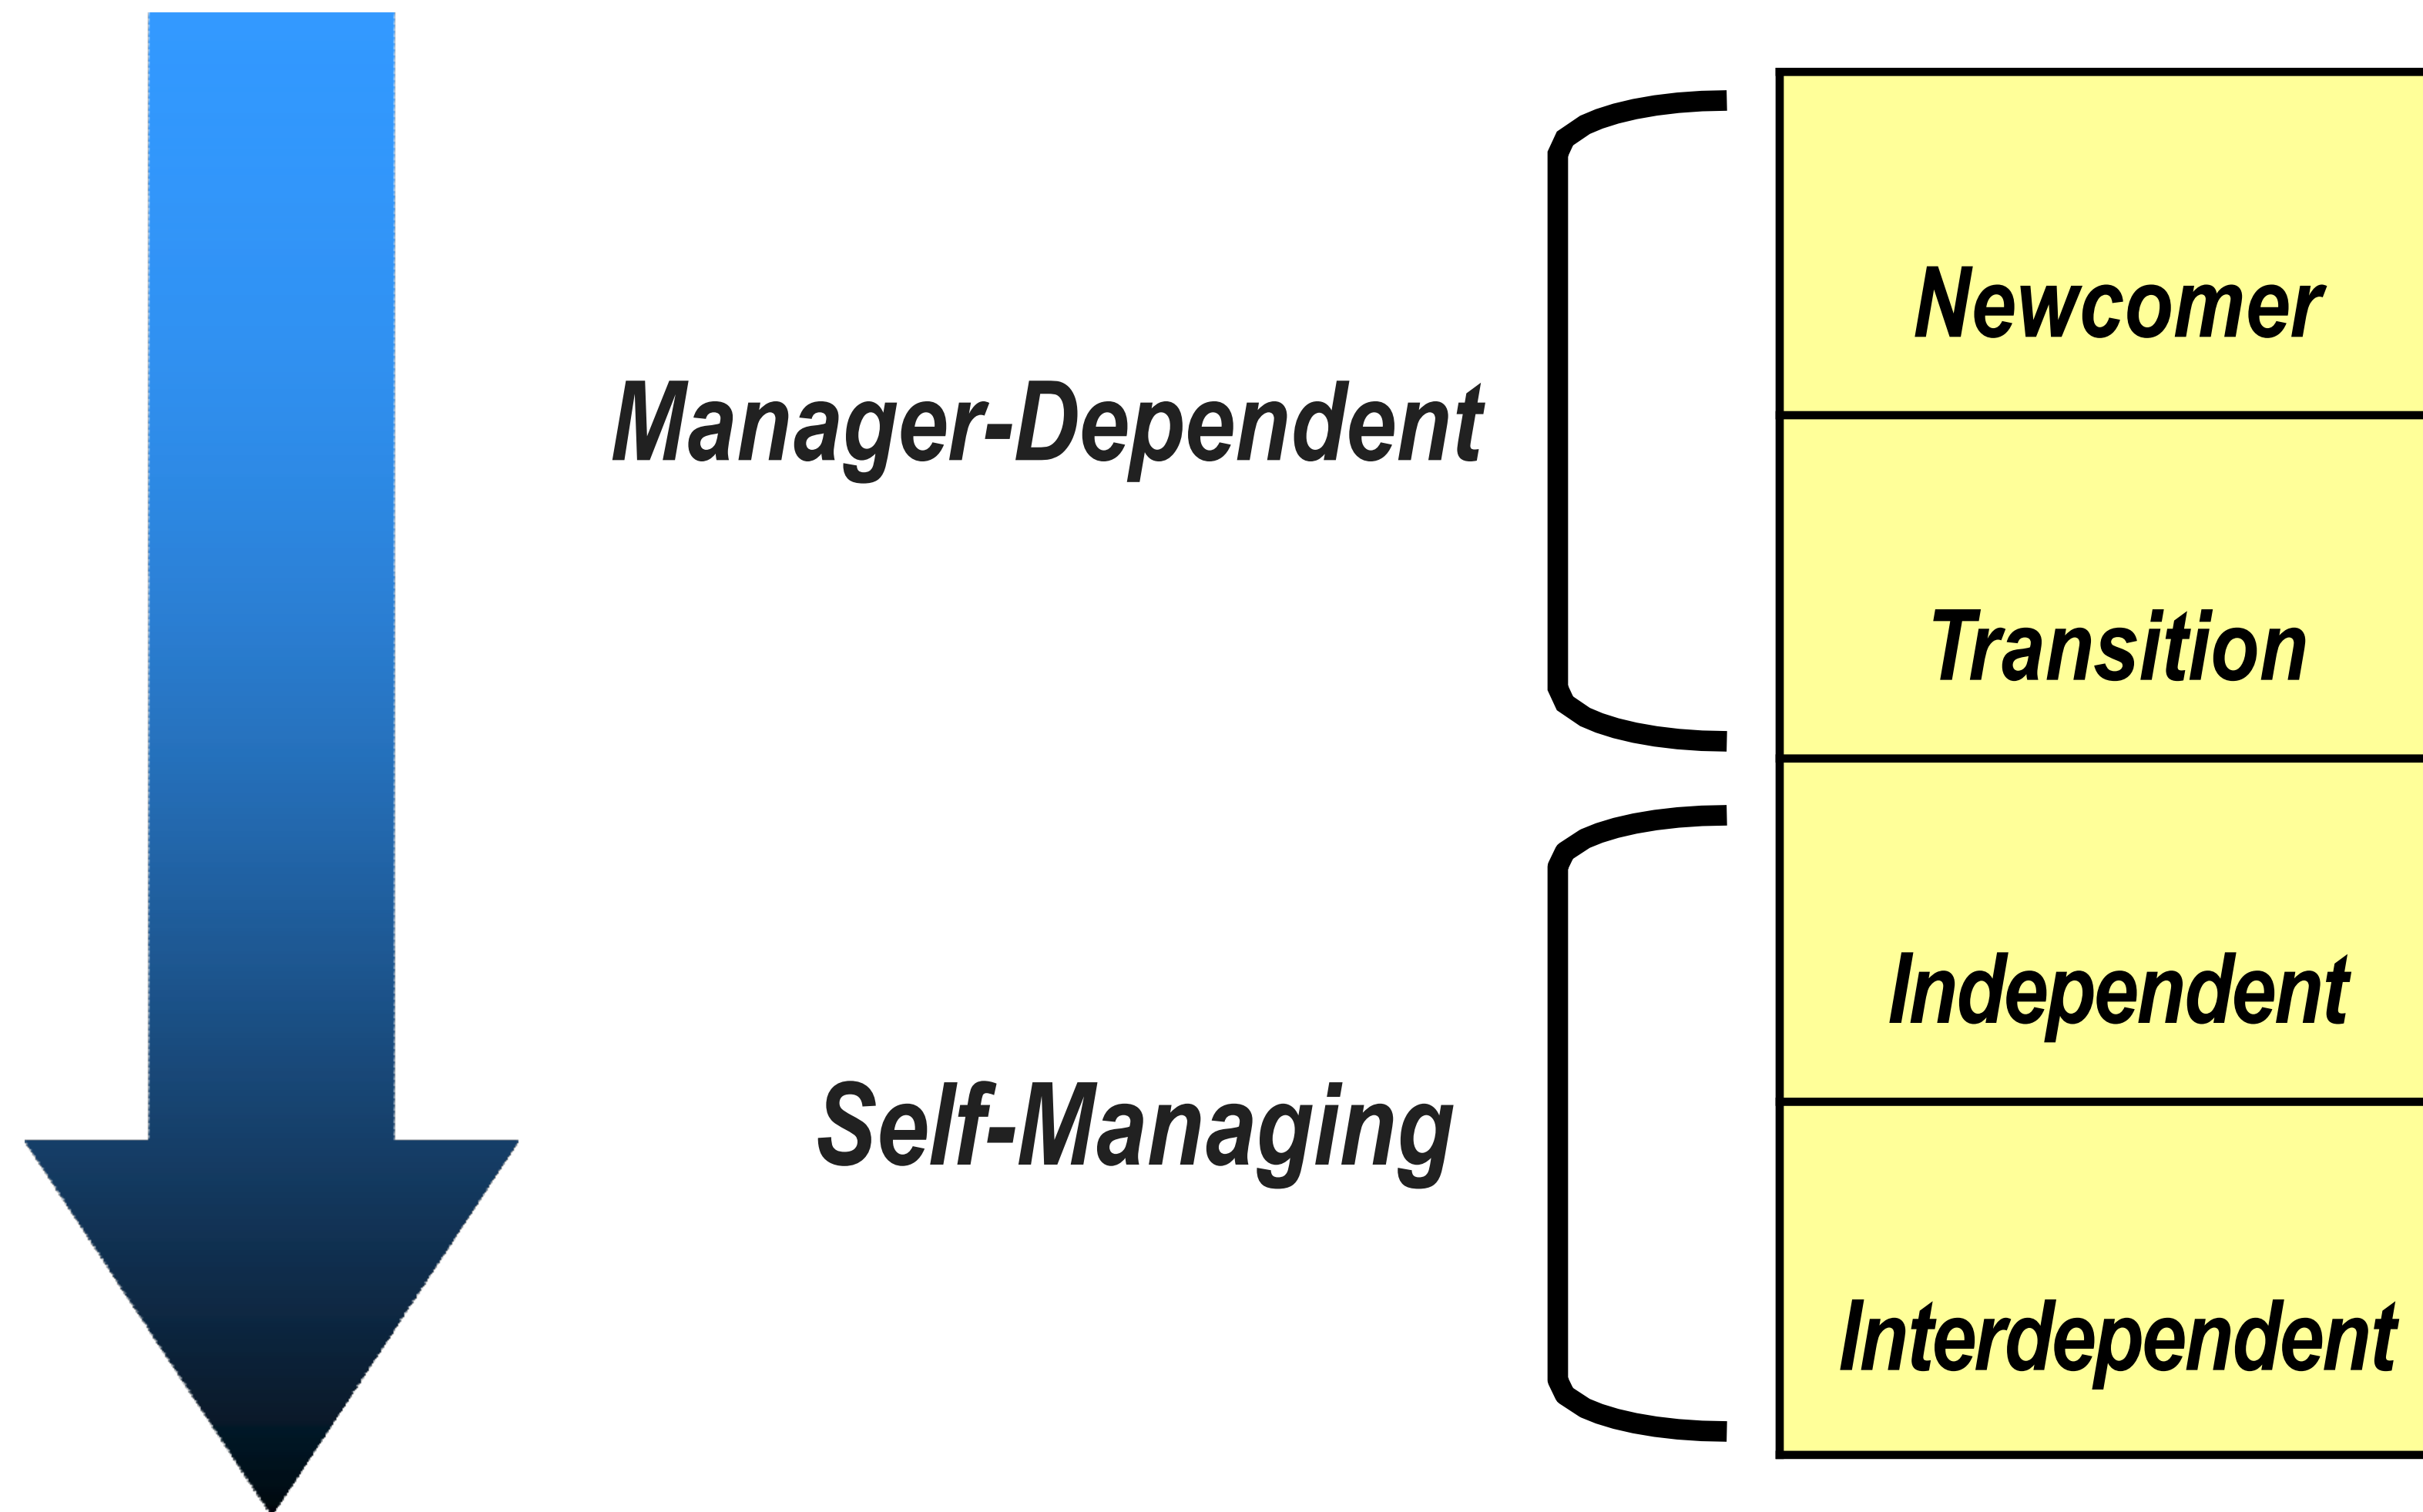 Newcomer
Manager-Dependent
Transition
Independent
Self-Managing
Interdependent